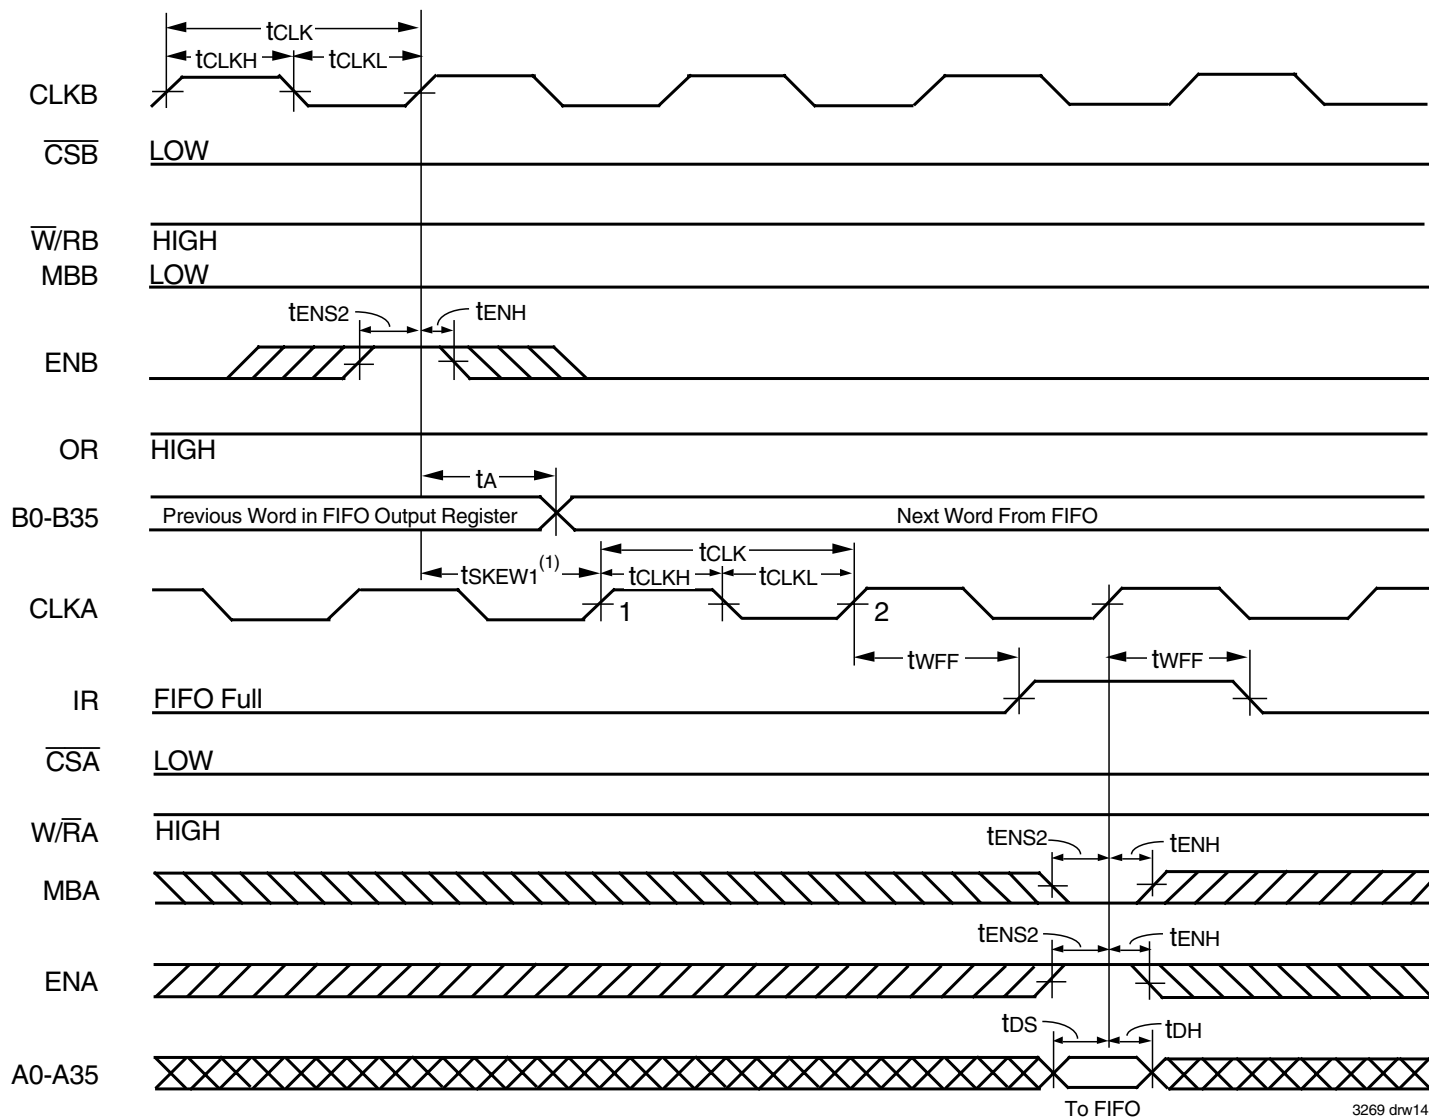 tCLK
tCLKH tCLKL
CLKB
CSB LOW
W/RB HIGH
MBB LOW
tENS2 tENH
ENB
OR HIGH
tA
B0-B35 Previous Word in FIFO Output Register Next Word From FIFO
tCLK
tSKEW1(1) tCLKH tCLKL
CLKA 1 2
tWFF tWFF
IR FIFO Full
CSA LOW
W/RA HIGH
tENS2 tENH
MBA
tENS2 tENH
ENA
tDS tDH
A0-A35
To FIFO
3269 drw14